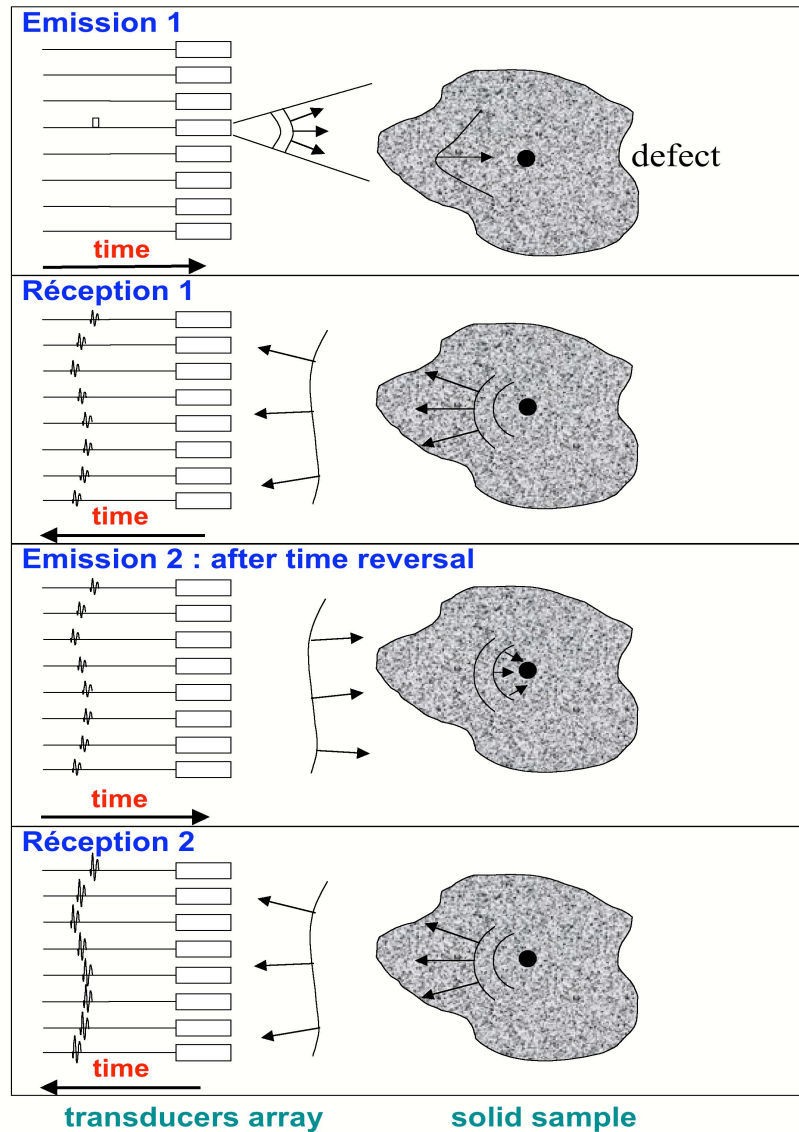 Emission 1
defect
time
Réception 1
time
Emission 2 : after time reversal
time
Réception 2
time
transducers array
solid sample